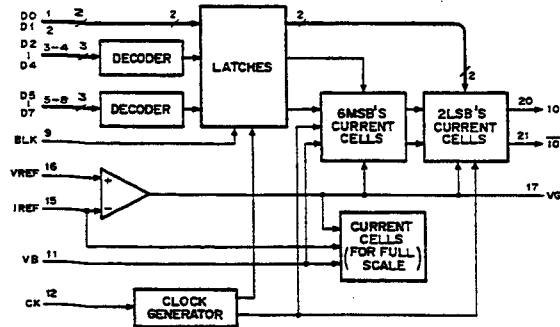 D0 1 2 2 2
D1 2
D2 3-4 3 DECODER LATCHES
D4
D5 5-8 3 DECODER
D7
BLK 9
2
6MSB'S CURRENT CELLS
2LSB'S CURRENT CELLS
20 IO
21 IO
VREF 16 +
IREF 15 -
17 VG
VB 11
CURRENT CELLS (FOR FULL SCALE)
CK 12 CLOCK GENERATOR